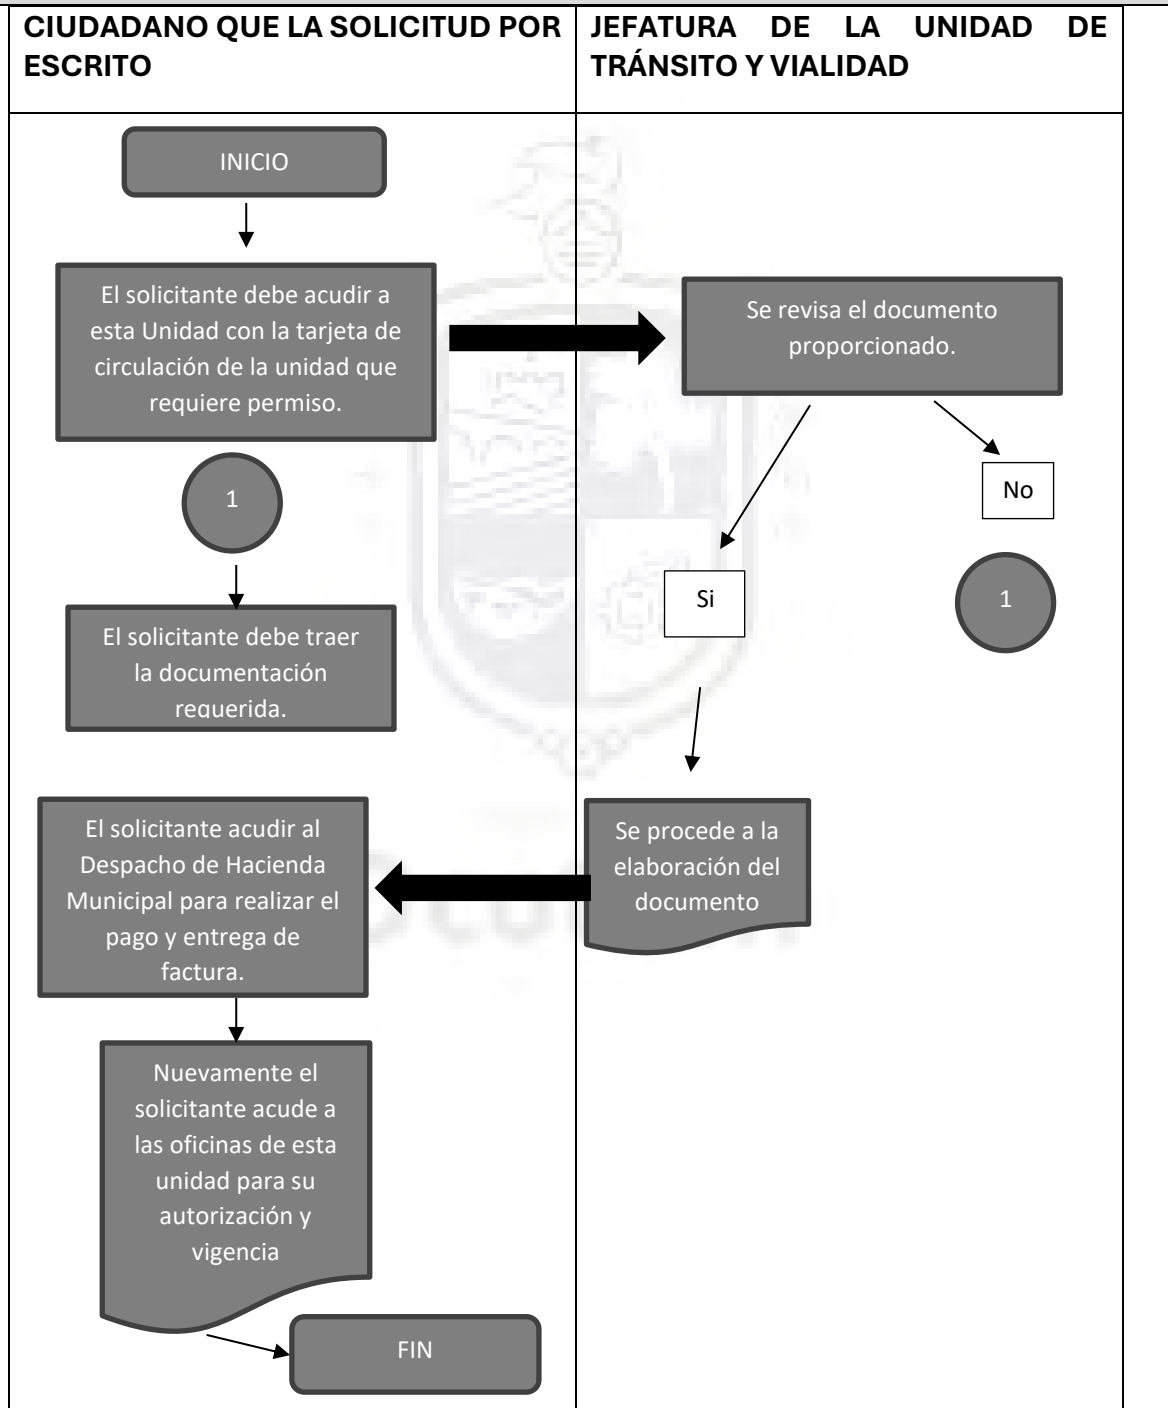 CIUDADANO QUE LA SOLICITUD POR
ESCRITO
JEFATURA DE LA UNIDAD DE
TRÁNSITO Y VIALIDAD
INICIO
El solicitante debe acudir a
esta Unidad con la tarjeta de
circulación de la unidad que
requiere permiso.
Se revisa el documento
proporcionado.
1
No
Si
1
El solicitante debe traer
la documentación
requerida.
El solicitante acudir al
Despacho de Hacienda
Municipal para realizar el
pago y entrega de
factura.
Se procede a la
elaboración del
documento
Nuevamente el
solicitante acude a
las oficinas de esta
unidad para su
autorización y
vigencia
FIN